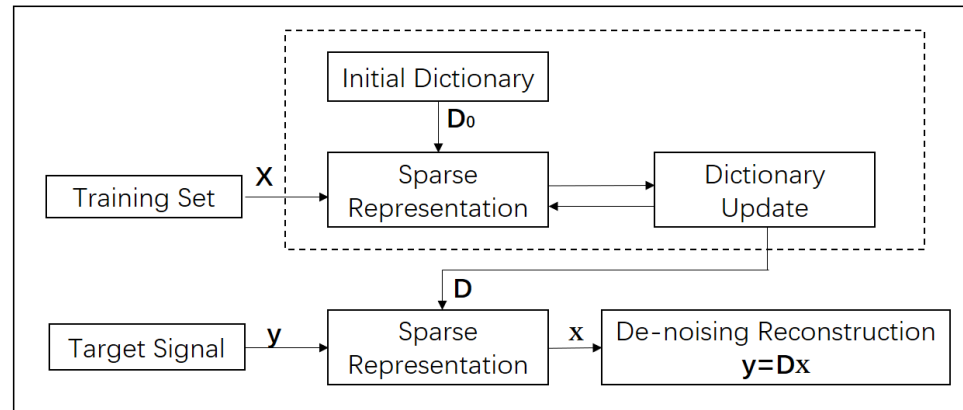 Initial Dictionary
D₀
X
Training Set
Sparse
Representation
Dictionary
Update
D
y
Target Signal
Sparse
Representation
x
De-noising Reconstruction
y=Dx